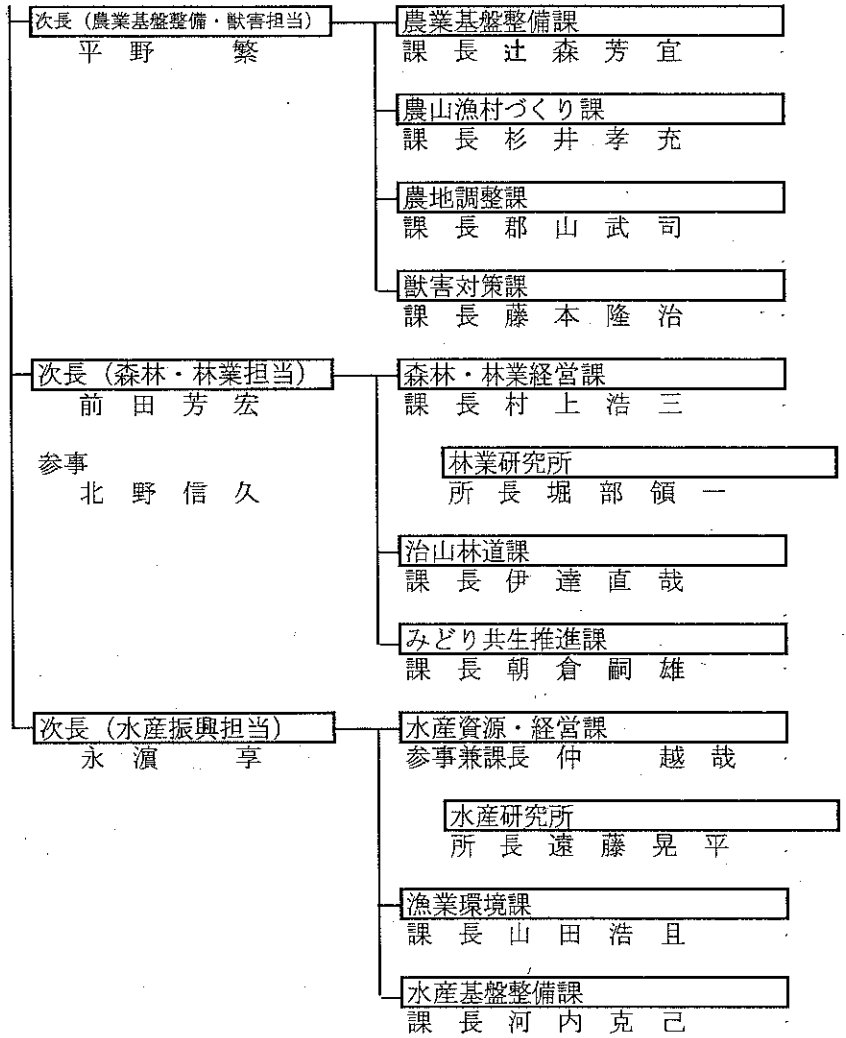 次長（農業基盤整備・獣害担当）
平野 繁
農業基盤整備課
課長 辻森芳宜
農山漁村づくり課
課長 杉井孝充
農地調整課
課長 郡山武司
獣害対策課
課長 藤本隆治
次長（森林・林業担当）
前田芳宏
参事
北野信久
森林・林業経営課
課長 村上浩三
林業研究所
所長 堀部領一
治山林道課
課長 伊達直哉
みどり共生推進課
課長 朝倉嗣雄
次長（水産振興担当）
永濵 享
水産資源・経営課
参事兼課長 仲 越哉
水産研究所
所長 遠藤晃平
漁業環境課
課長 山田浩且
水産基盤整備課
課長 河内克己